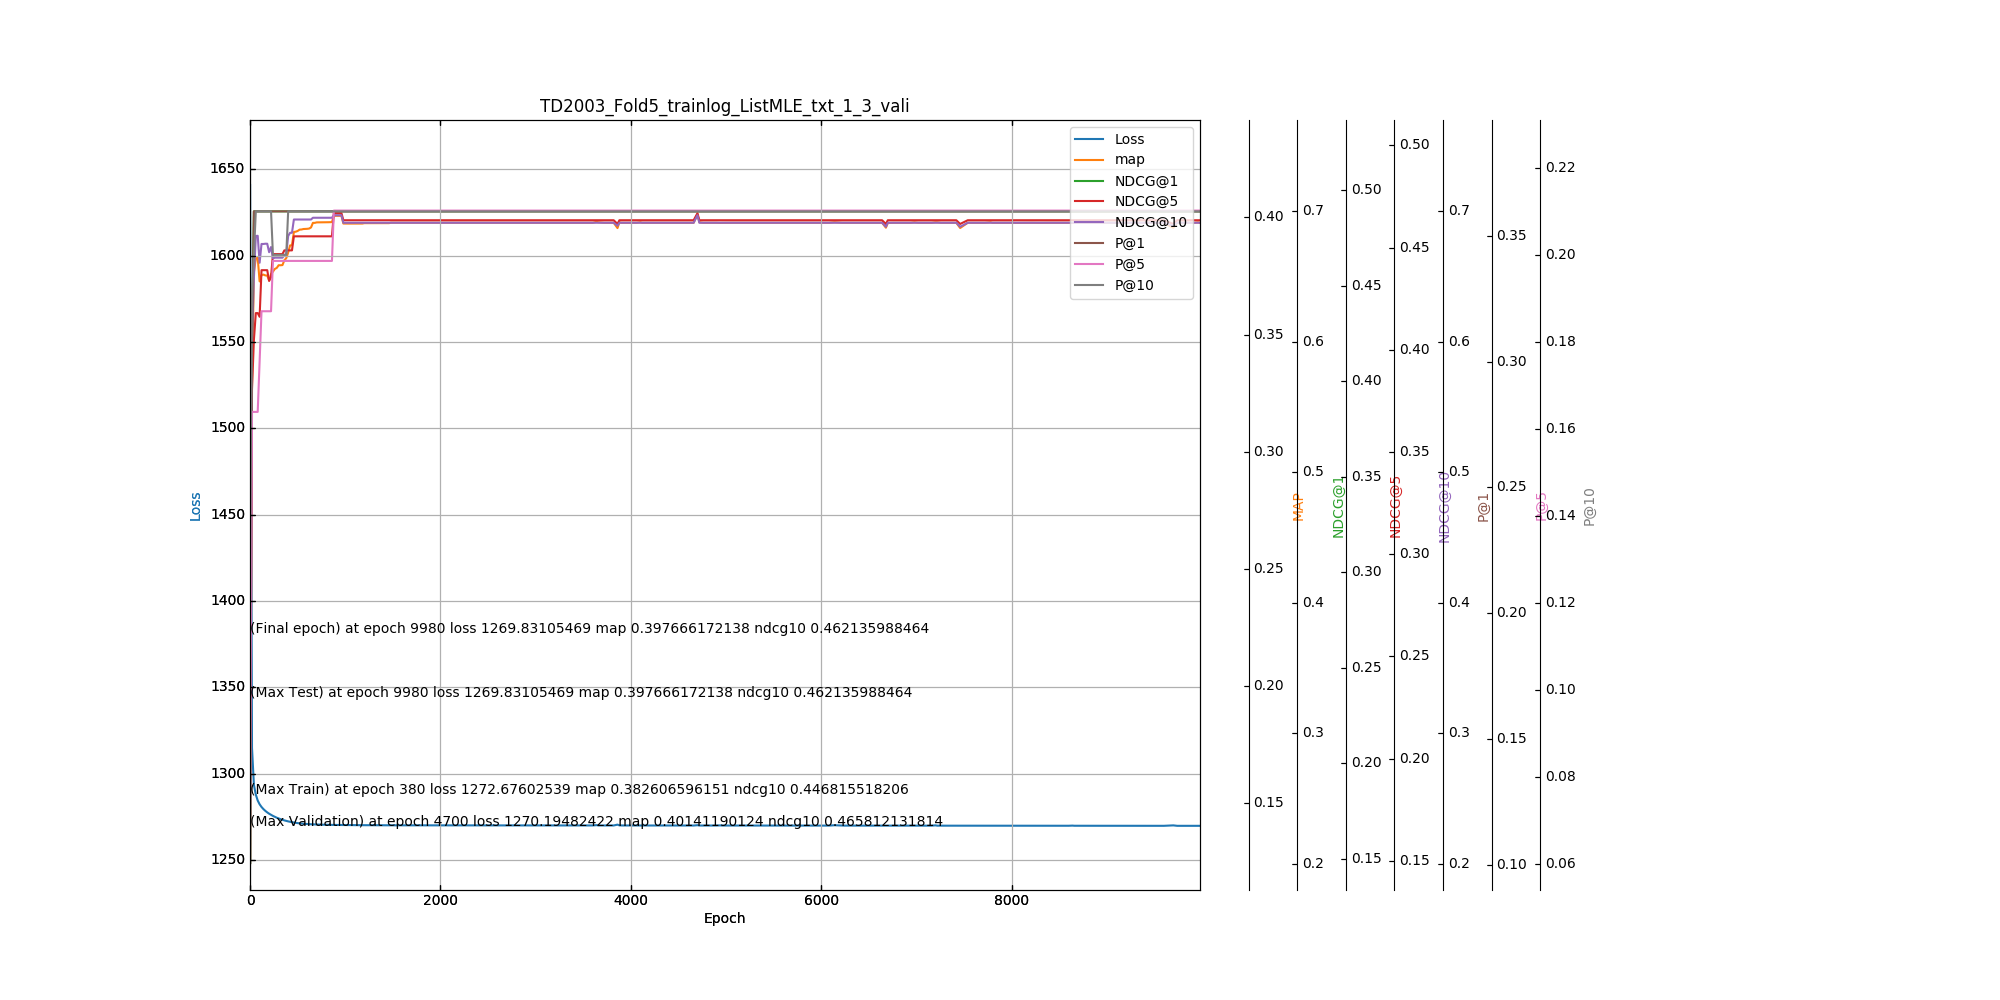 TD2003_Fold5_trainlog_ListMLE_txt_1_3_vali
Loss
map
NDCG@1
NDCG@5
NDCG@10
P@1
P@5
P@10
1650
1600
1550
1500
1450
1400
1350
1300
1250
Loss
(Final epoch) at epoch 9980 loss 1269.83105469 map 0.397666172138 ndcg10 0.462135988464
(Max Test) at epoch 9980 loss 1269.83105469 map 0.397666172138 ndcg10 0.462135988464
(Max Train) at epoch 380 loss 1272.67602539 map 0.382606596151 ndcg10 0.446815518206
(Max Validation) at epoch 4700 loss 1270.19482422 map 0.40141190124 ndcg10 0.465812131814
0 2000 4000 6000 8000
Epoch
0.40
0.35
0.30
0.25
0.20
0.15
MAP
0.7
0.6
0.5
0.4
0.3
0.2
NDCG@1
0.50
0.45
0.40
0.35
0.30
0.25
0.20
0.15
NDCG@5
0.50
0.45
0.40
0.35
0.30
0.25
0.20
0.15
NDCG@10
0.7
0.6
0.5
0.4
0.3
0.2
P@1
0.35
0.30
0.25
0.20
0.15
0.10
P@5
0.22
0.20
0.18
0.16
0.14
0.12
0.10
0.08
0.06
P@10